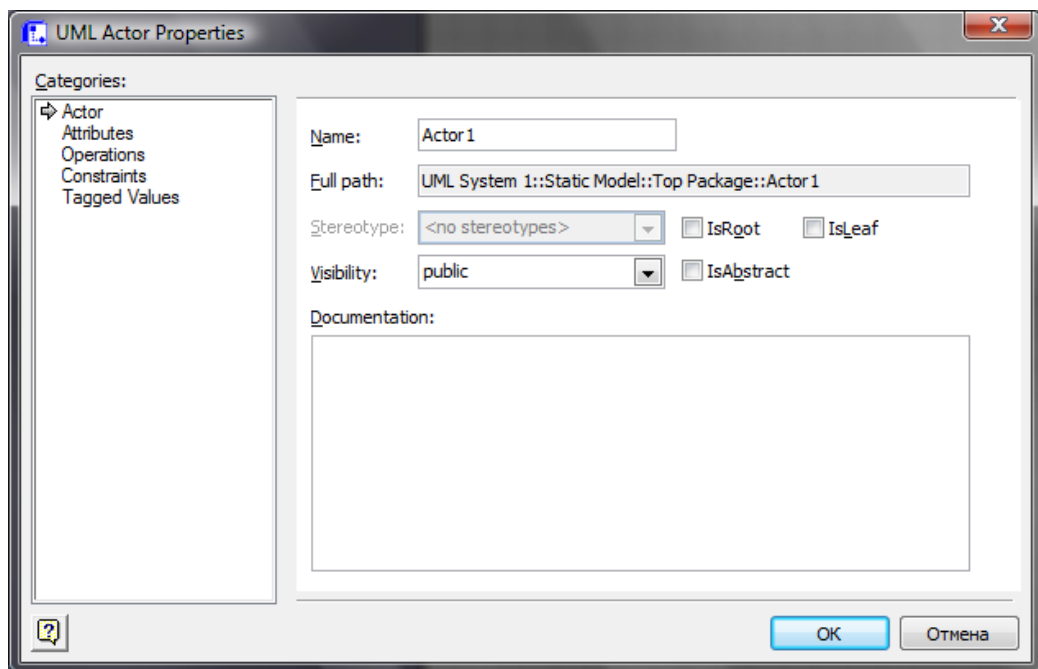 UML Actor Properties
Categories:
Actor
Attributes
Operations
Constraints
Tagged Values
Name: Actor1
Full path: UML System 1::Static Model::Top Package::Actor1
Stereotype: <no stereotypes> IsRoot IsLeaf
Visibility: public IsAbstract
Documentation:
OK Отмена